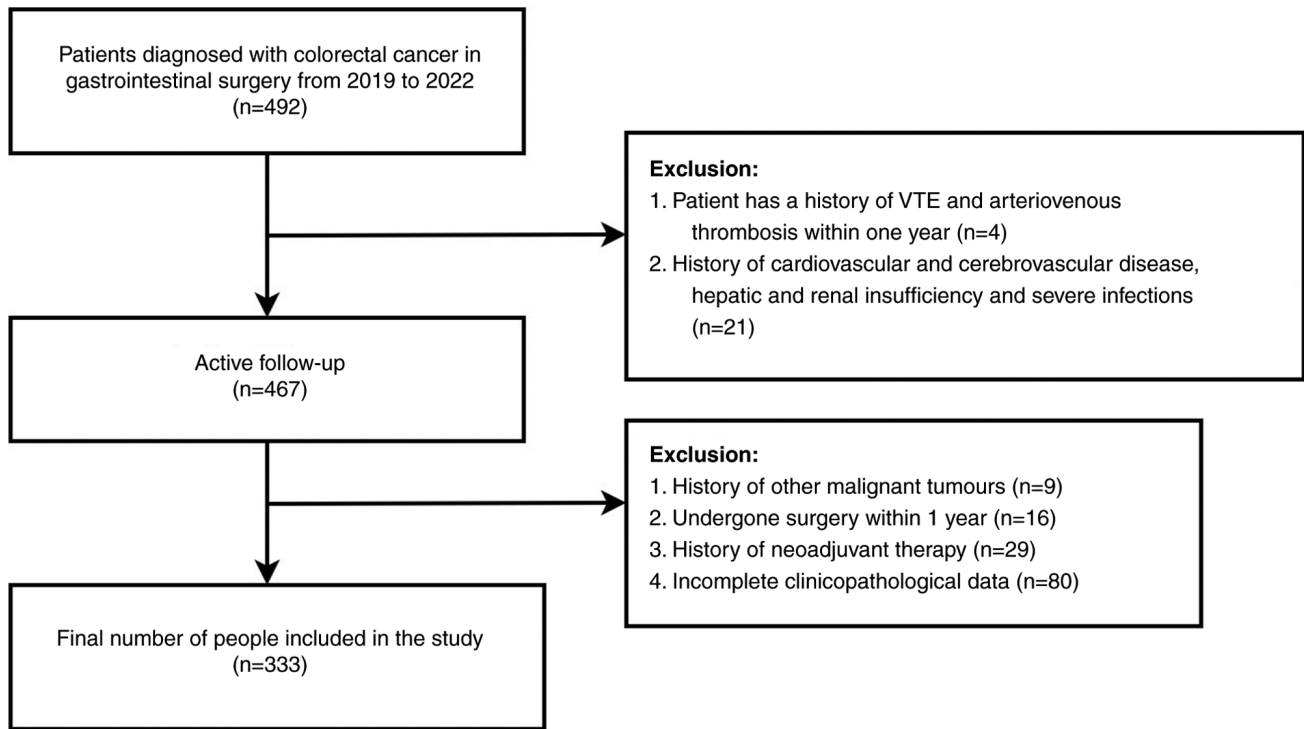 Patients diagnosed with colorectal cancer in
gastrointestinal surgery from 2019 to 2022
(n=492)
Exclusion:
1. Patient has a history of VTE and arteriovenous
thrombosis within one year (n=4)
2. History of cardiovascular and cerebrovascular disease,
hepatic and renal insufficiency and severe infections
(n=21)
Active follow-up
(n=467)
Exclusion:
1. History of other malignant tumours (n=9)
2. Undergone surgery within 1 year (n=16)
3. History of neoadjuvant therapy (n=29)
4. Incomplete clinicopathological data (n=80)
Final number of people included in the study
(n=333)